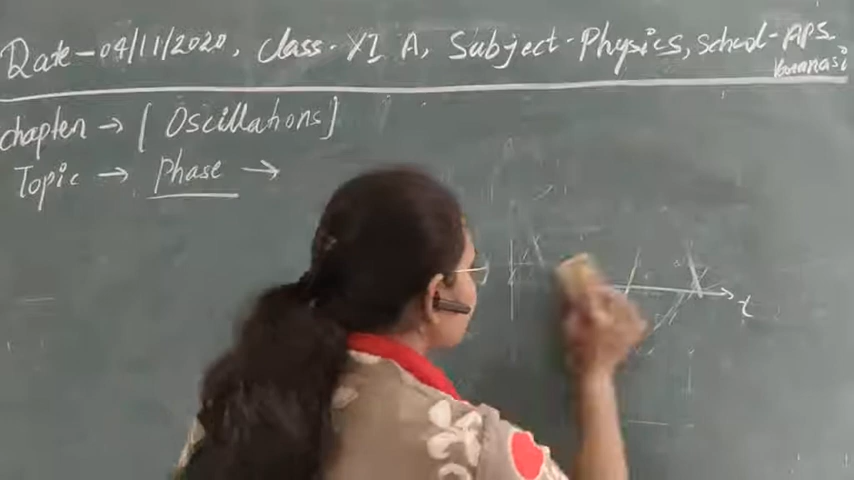 Date - 04/11/2020, Class - XI A, Subject - Physics, School - APS
Varanasi
chapter → [ Oscillations ]
Topic → Phase →
t